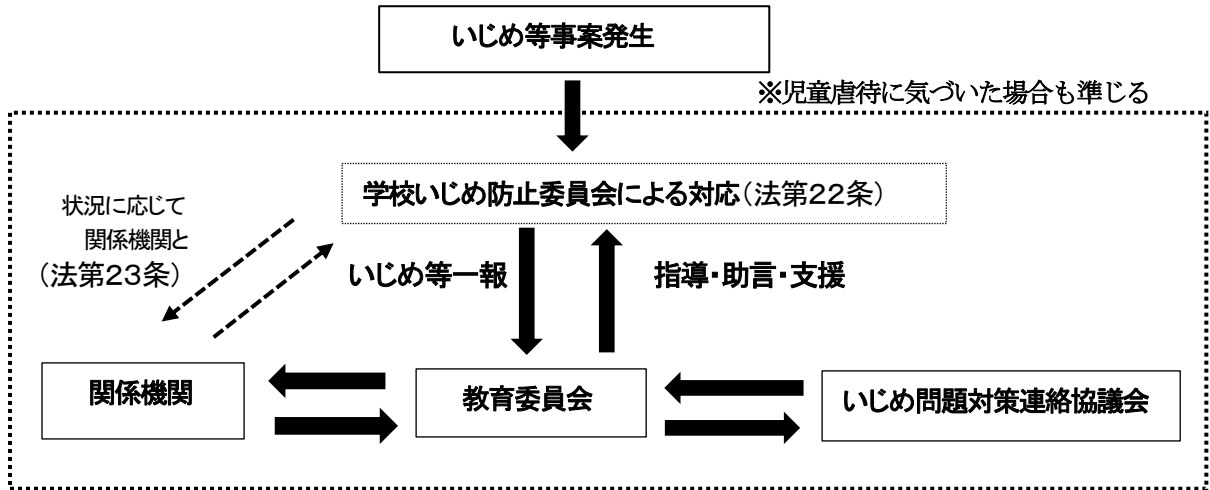 いじめ等事案発生
※児童虐待に気づいた場合も準じる
学校いじめ防止委員会による対応(法第22条)
状況に応じて
関係機関と
(法第23条)
いじめ等一報
指導・助言・支援
関係機関
教育委員会
いじめ問題対策連絡協議会